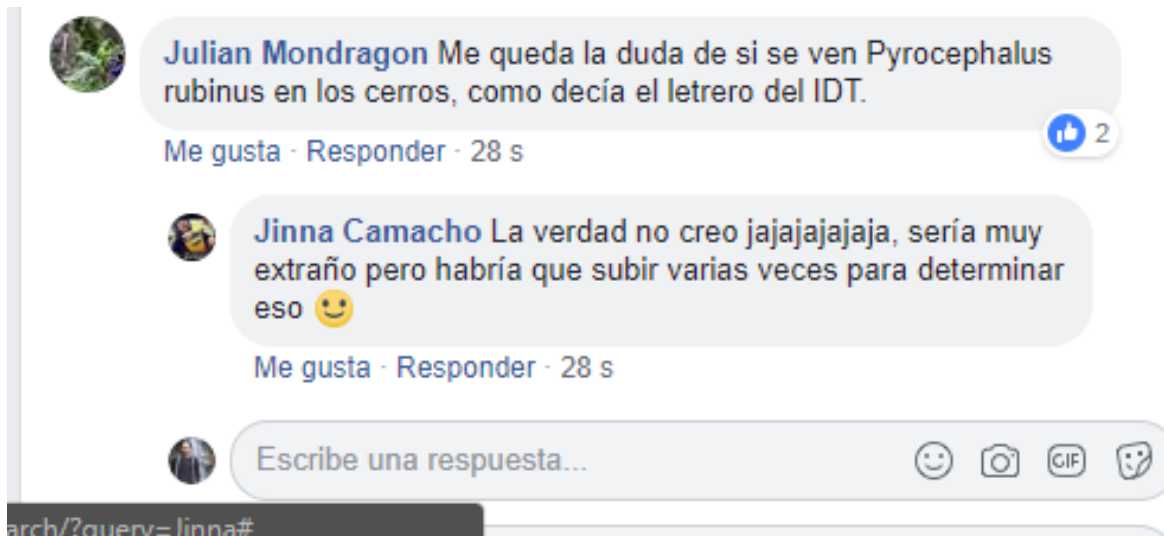 Julian Mondragon Me queda la duda de si se ven Pyrocephalus
rubinus en los cerros, como decía el letrero del IDT.
2
Me gusta · Responder · 28 s
Jinna Camacho La verdad no creo jajajajajaja, sería muy
extraño pero habría que subir varias veces para determinar
eso 🙂
Me gusta · Responder · 28 s
Escribe una respuesta...
GIF
arch/?query=Jinna#